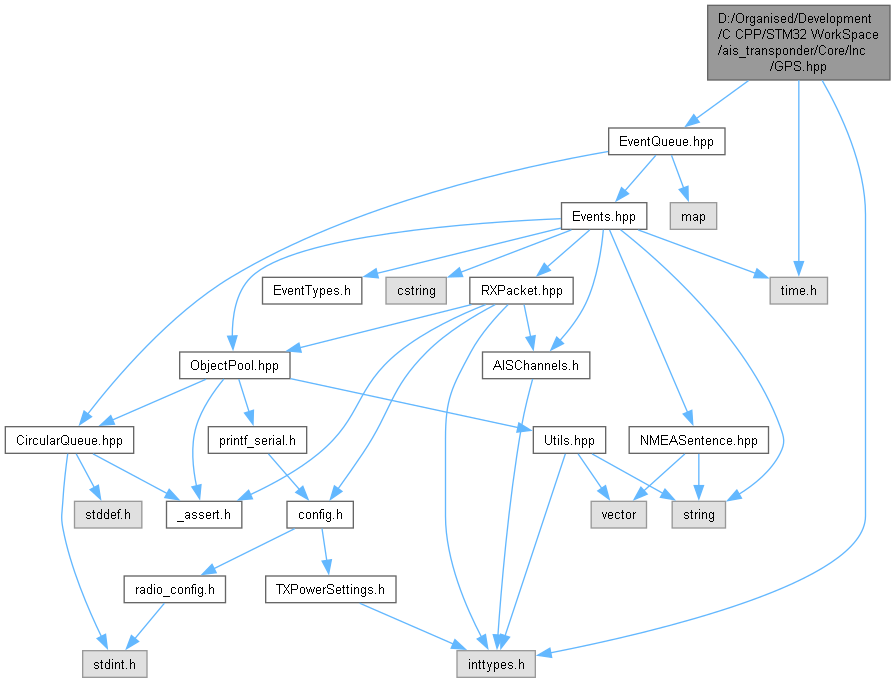 D:/Organised/Development
/C CPP/STM32 WorkSpace
/ais_transponder/Core/Inc
/GPS.hpp
EventQueue.hpp
Events.hpp
map
EventTypes.h
cstring
RXPacket.hpp
time.h
ObjectPool.hpp
AISChannels.h
CircularQueue.hpp
printf_serial.h
Utils.hpp
NMEASentence.hpp
stddef.h
_assert.h
config.h
vector
string
radio_config.h
TXPowerSettings.h
stdint.h
inttypes.h